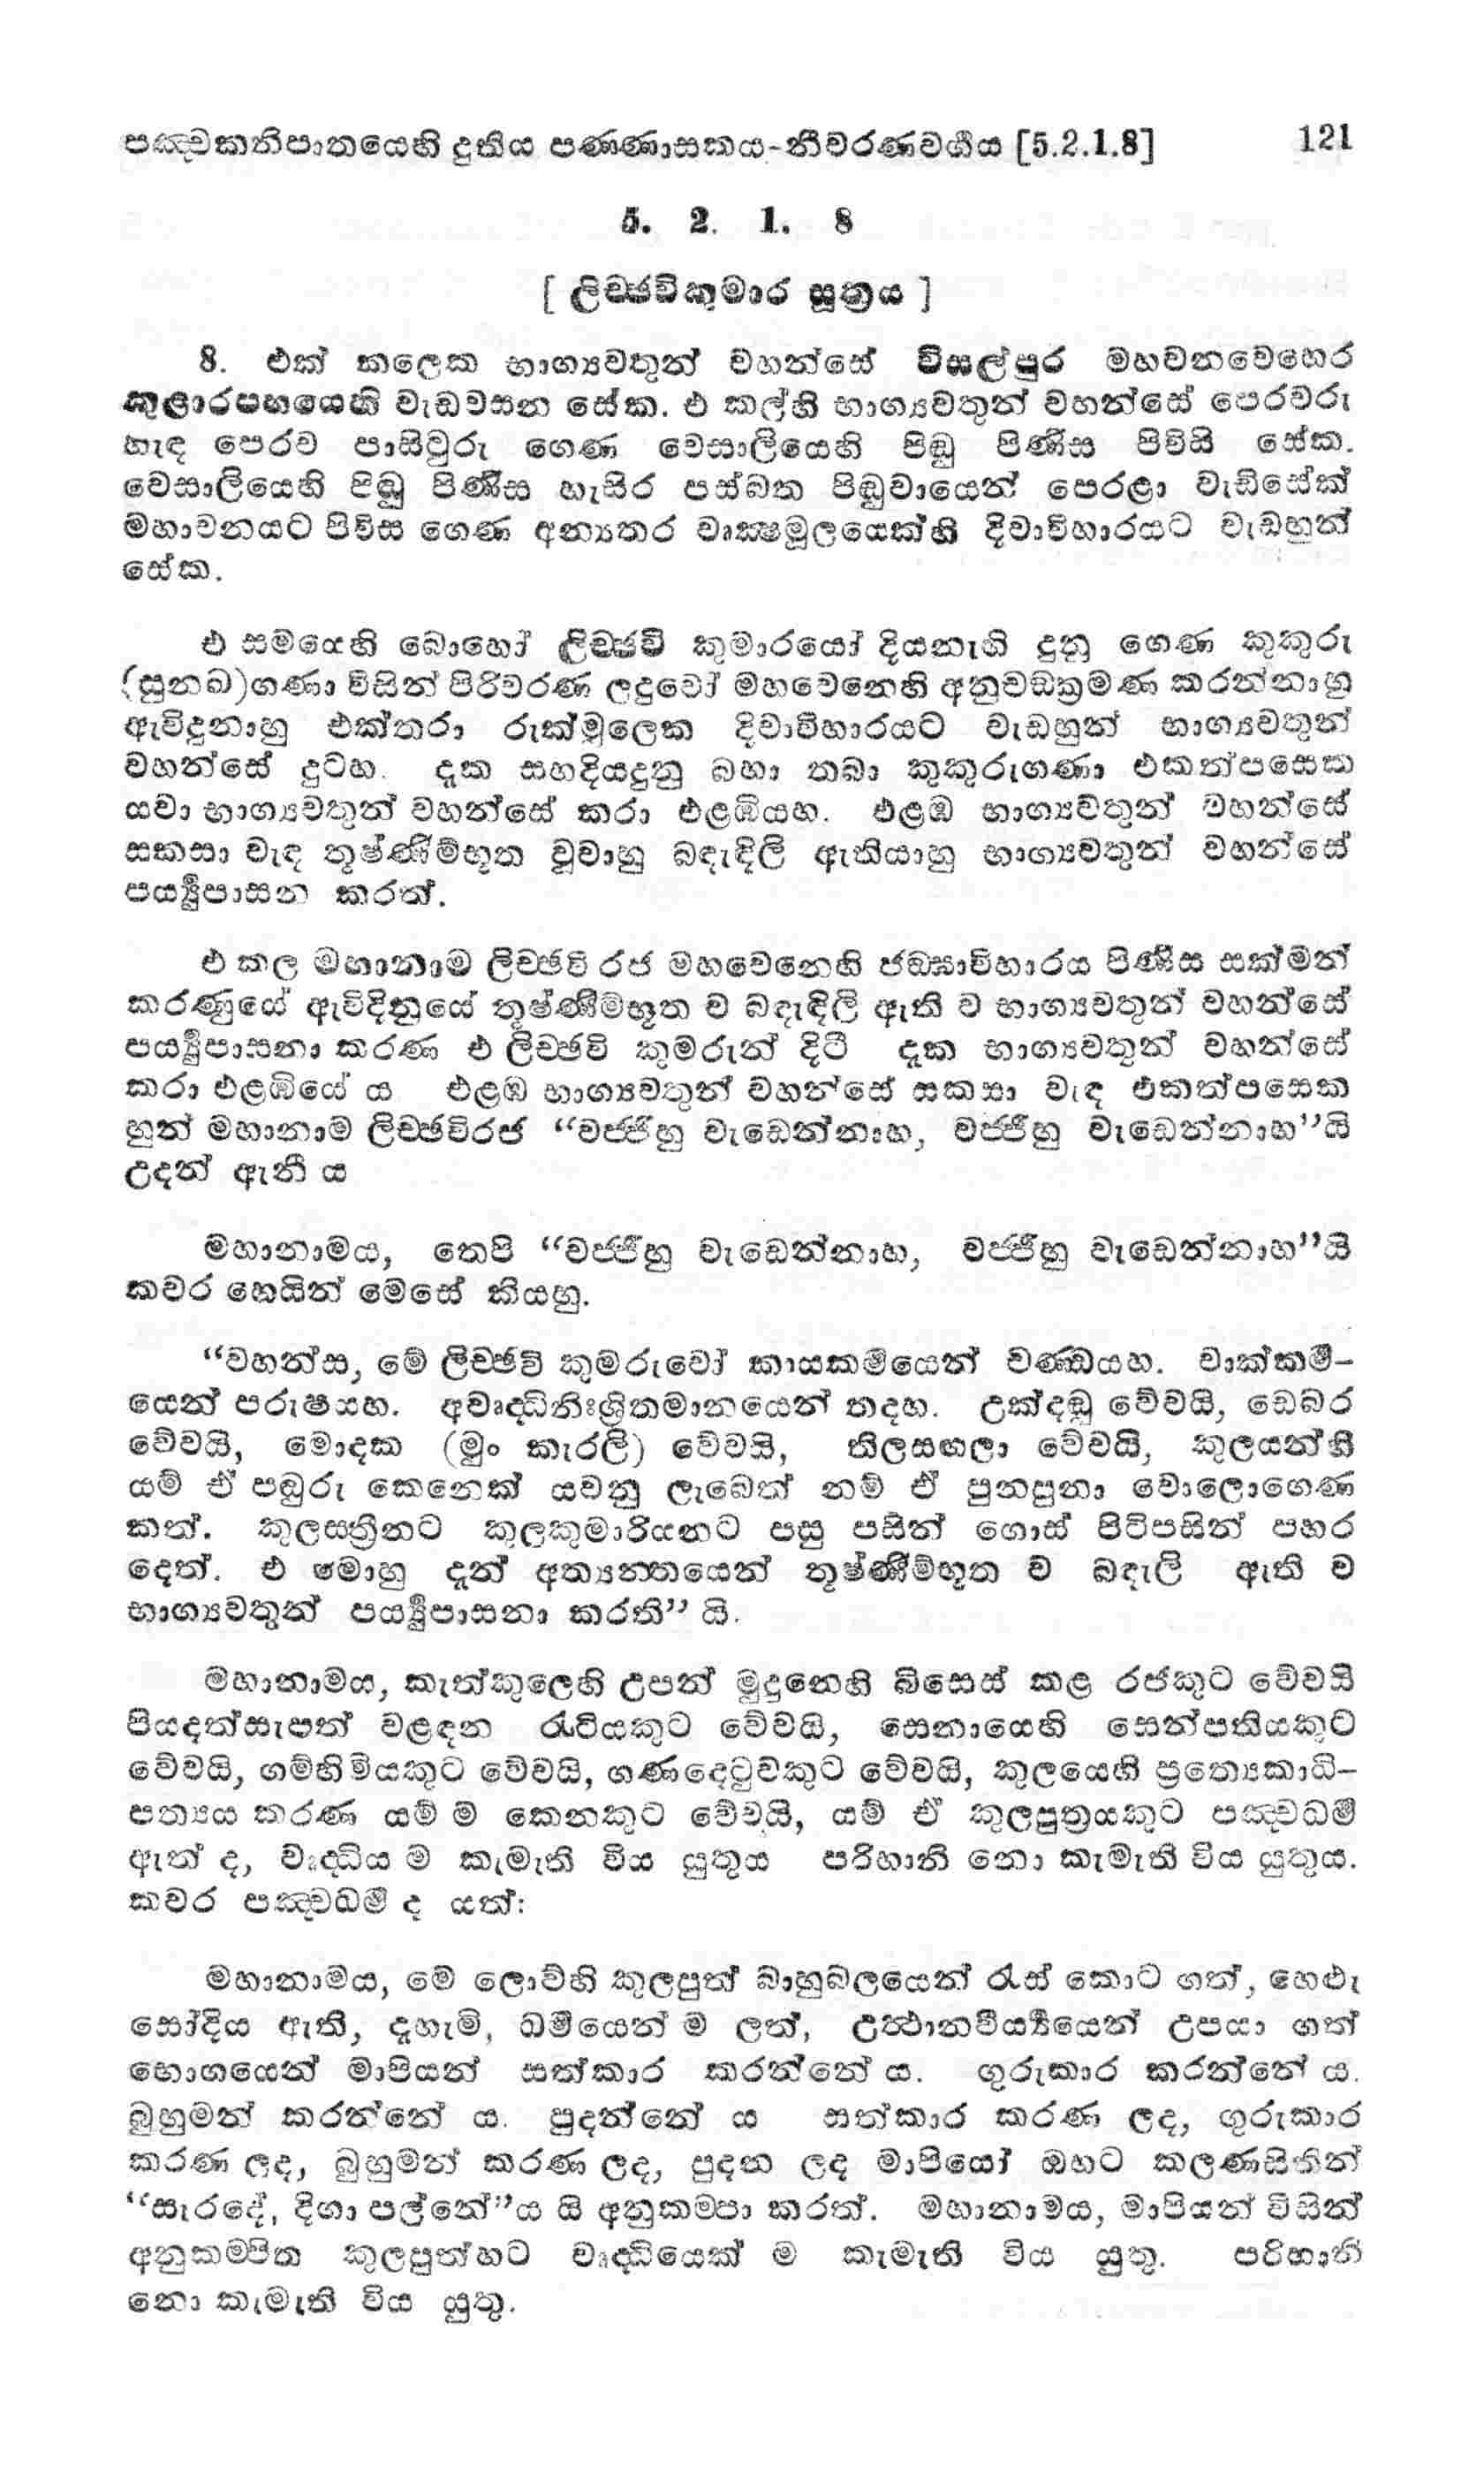 පඤ්චකනිපාතයෙහි දුතිය පණ්ණාසකය-නීවරණවර්‍ගය [5.2.1.8] 121
5. 2. 1. 8
[ ලිච්ඡවිකුමාර සූත්‍රය ]
8. එක් කලෙක භාග්‍යවතුන් වහන්සේ විසල්පුර මහවනවෙහෙර
කුළාරපහයෙහි වැඩවසන සේක. එ කල්හි භාග්‍යවතුන් වහන්සේ පෙරවරු
හැඳ පෙරව පාසිවුරු ගෙණ වෙසාලියෙහි පිඬු පිණිස පිවිසි සේක.
වෙසාලියෙහි පිඬු පිණිස හැසිර පස්බත පිඬුවායෙන් පෙරළා වැඩිසේක්
මහාවනයට පිවිස ගෙණ අන්‍යතර වෘක්‍ෂමූලයෙක්හි දිවාවිහාරයට වැඩහුන්
සේක.
එ සමයෙහි බොහෝ ලිච්ඡවි කුමාරයෝ දියනැඟි දුනු ගෙණ කුකුරු
(සුනඛ)ගණා විසින් පිරිවරණ ලදුවෝ මහවෙනෙහි අනුචඞ්ක්‍රමණ කරන්නාහු
ඇවිදුනාහු එක්තරා රුක්මුලෙක දිවාවිහාරයට වැඩහුන් භාග්‍යවතුන්
වහන්සේ දුටහ. දැක සහදියදුනු බහා තබා කුකුරුගණා එකත්පසෙක
යවා භාග්‍යවතුන් වහන්සේ කරා එළඹියහ. එළඹ භාග්‍යවතුන් වහන්සේ
සකසා වැඳ තූෂ්ණීම්භූත වූවාහු බඳැඳිලි ඇතියාහු භාග්‍යවතුන් වහන්සේ
පර්‍ය්‍යුපාසන කරත්.
එ කල මහානාම ලිච්ඡවි රජ මහවෙනෙහි ජඞ්ඝාවිහාරය පිණිස සක්මන්
කරණුයේ ඇවිදිනුයේ තූෂ්ණීම්භූත ව බඳැඳිලි ඇති ව භාග්‍යවතුන් වහන්සේ
පර්‍ය්‍යුපාසනා කරණ එ ලිච්ඡවි කුමරුන් දිටී දැක භාග්‍යවතුන් වහන්සේ
කරා එළඹියේ ය එළඹ භාග්‍යවතුන් වහන්සේ සකසා වැඳ එකත්පසෙක
හුන් මහානාම ලිච්ඡවිරජ “වජ්ජීහු වැඩෙන්නාහ, වජ්ජීහු වැඩෙන්නාහ”යි
උදන් ඇනී ය
මහානාමය, තෙපි “වජ්ජීහු වැඩෙන්නාහ, වජ්ජීහු වැඩෙන්නාහ”යි
කවර හෙයින් මෙසේ කියහු.
“වහන්ස, මේ ලිච්ඡවි කුමරුවෝ කායකර්‍මයෙන් චණ්ඩයහ. වාක්කර්‍ම–
යෙන් පරුෂයහ. අවෘද්ධිනිඃශ්‍රිතමානයෙන් තදහ. උක්දඬු වේවයි, ඩෙබර
වේවයි, මොදක (මුං කැරලි) වේවයි, තිලසඟලා වේවයි, කුලයන්හි
යම් ඒ පඬුරු කෙනෙක් යවනු ලැබෙත් නම් ඒ පුනපුනා වොලොගෙණ
කත්. කුලස්ත්‍රීනට කුලකුමාරියනට පසු පසින් ගොස් පිටිපසින් පහර
දෙත්. එ මොහු දැන් අත්‍යන්තයෙන් තූෂ්ණීම්භූත ව බඳැලි ඇති ව
භාග්‍යවතුන් පර්‍ය්‍යුපාසනා කරති” යි.
මහානාමය, කැත්කුලෙහි උපන් මුදුනෙහි බිසෙස් කළ රජකුට වේවයි
පියදත්සැපත් වළඳන රැටියකුට වේවයි, සෙනායෙහි සෙන්පතියකුට
වේවයි, ගම්හිමියකුට වේවයි, ගණදෙටුවකුට වේවයි, කුලයෙහි ප්‍රත්‍යෙකාධි–
පත්‍යය කරණ යම් ම කෙනකුට වේවයි, යම් ඒ කුලපුත්‍රයකුට පඤ්චධර්‍ම
ඇත් ද, වෘද්ධිය ම කැමැති විය යුතුය පරිහානි නො කැමැති විය යුතුය.
කවර පඤ්චධර්‍ම ද යත්:
මහානාමය, මේ ලොව්හි කුලපුත් බාහුබලයෙන් රැස් කොට ගත්, හෙළූ
සෝදිය ඇති, දැහැමි, ධර්‍මයෙන් ම ලත්, උත්ථානවීර්‍ය්‍යයෙන් උපයා ගත්
භොගයෙන් මාපියන් සත්කාර කරන්නේ ය. ගුරුකාර කරන්නේ ය.
බුහුමන් කරන්නේ ය. පුදන්නේ ය සත්කාර කරණ ලද, ගුරුකාර
කරණ ලද, බුහුමන් කරණ ලද, පුදන ලද මාපියෝ ඔහට කලණසිතින්
“සැරදේ, දිගා පල්නේ”ය යි අනුකම්පා කරත්. මහානාමය, මාපියන් විසින්
අනුකම්පිත කුලපුත්හට වෘද්ධියෙක් ම කැමැති විය යුතු. පරිහානි
නො කැමැති විය යුතු.